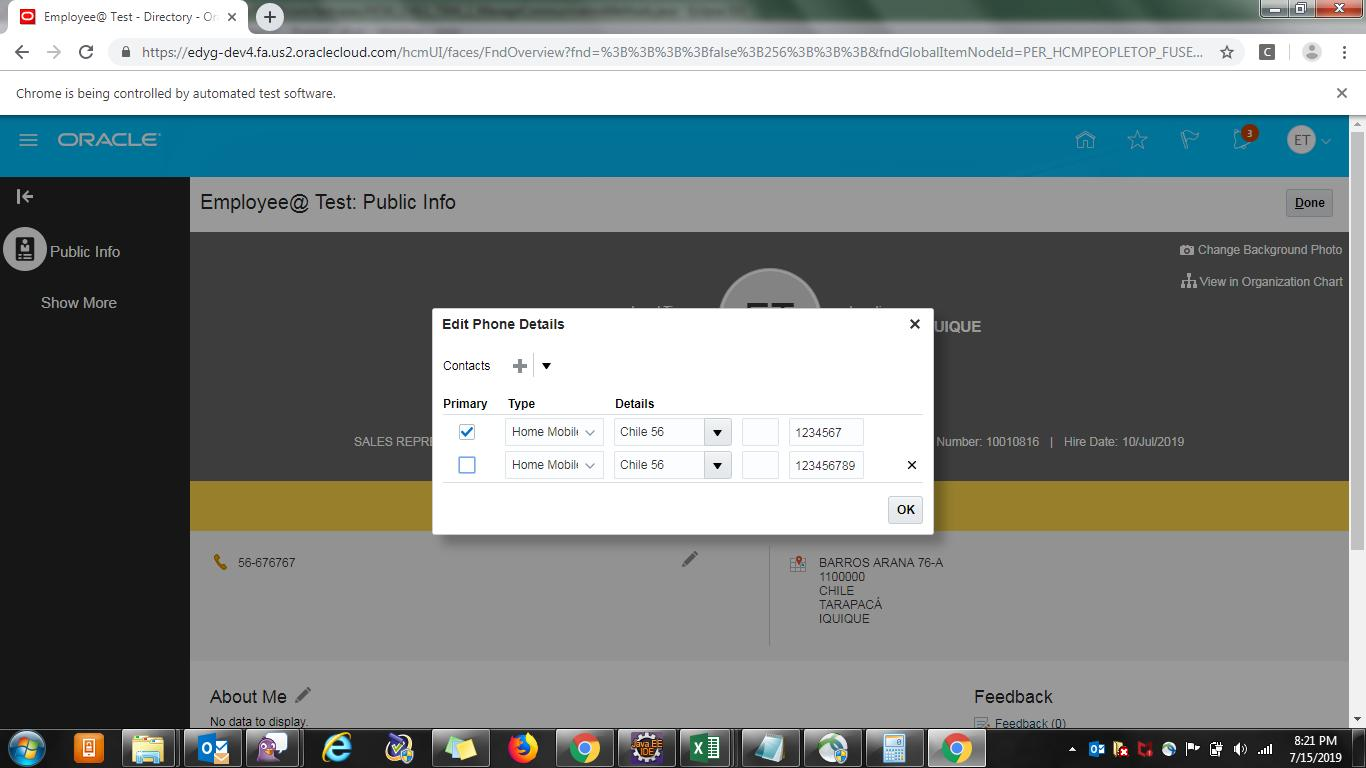 Employee@ Test - Directory - Or
https://edyg-dev4.fa.us2.oraclecloud.com/hcmUI/faces/FndOverview?fnd=%3B%3B%3B%3Bfalse%3B256%3B%3B%3B&fndGlobalItemNodeId=PER_HCMPEOPLETOP_FUSE...
C
Chrome is being controlled by automated test software.
ORACLE
3
ET
Employee@ Test: Public Info
Done
Public Info
Show More
Change Background Photo
View in Organization Chart
Edit Phone Details
QUIQUE
Contacts
Primary Type Details
Home Mobile Chile 56 1234567
Home Mobile Chile 56 123456789
SALES REPRE
Number: 10010816 | Hire Date: 10/Jul/2019
OK
56-676767
BARROS ARANA 76-A
1100000
CHILE
TARAPACÁ
IQUIQUE
About Me
No data to display.
Feedback
Feedback (0)
Java EE
IDE
8:21 PM
7/15/2019